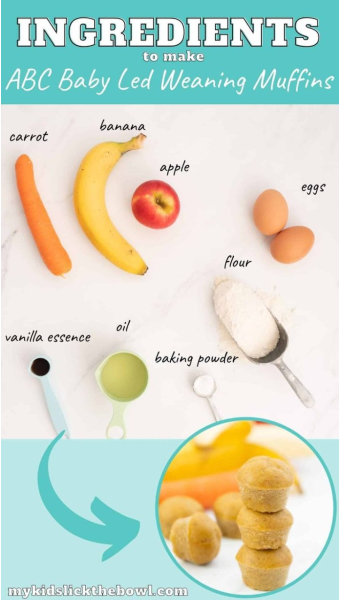 INGREDIENTS
to make
ABC Baby Led Weaning Muffins
banana
carrot
apple
eggs
flour
oil
vanilla essence
baking powder
mykidslickthebowl.com